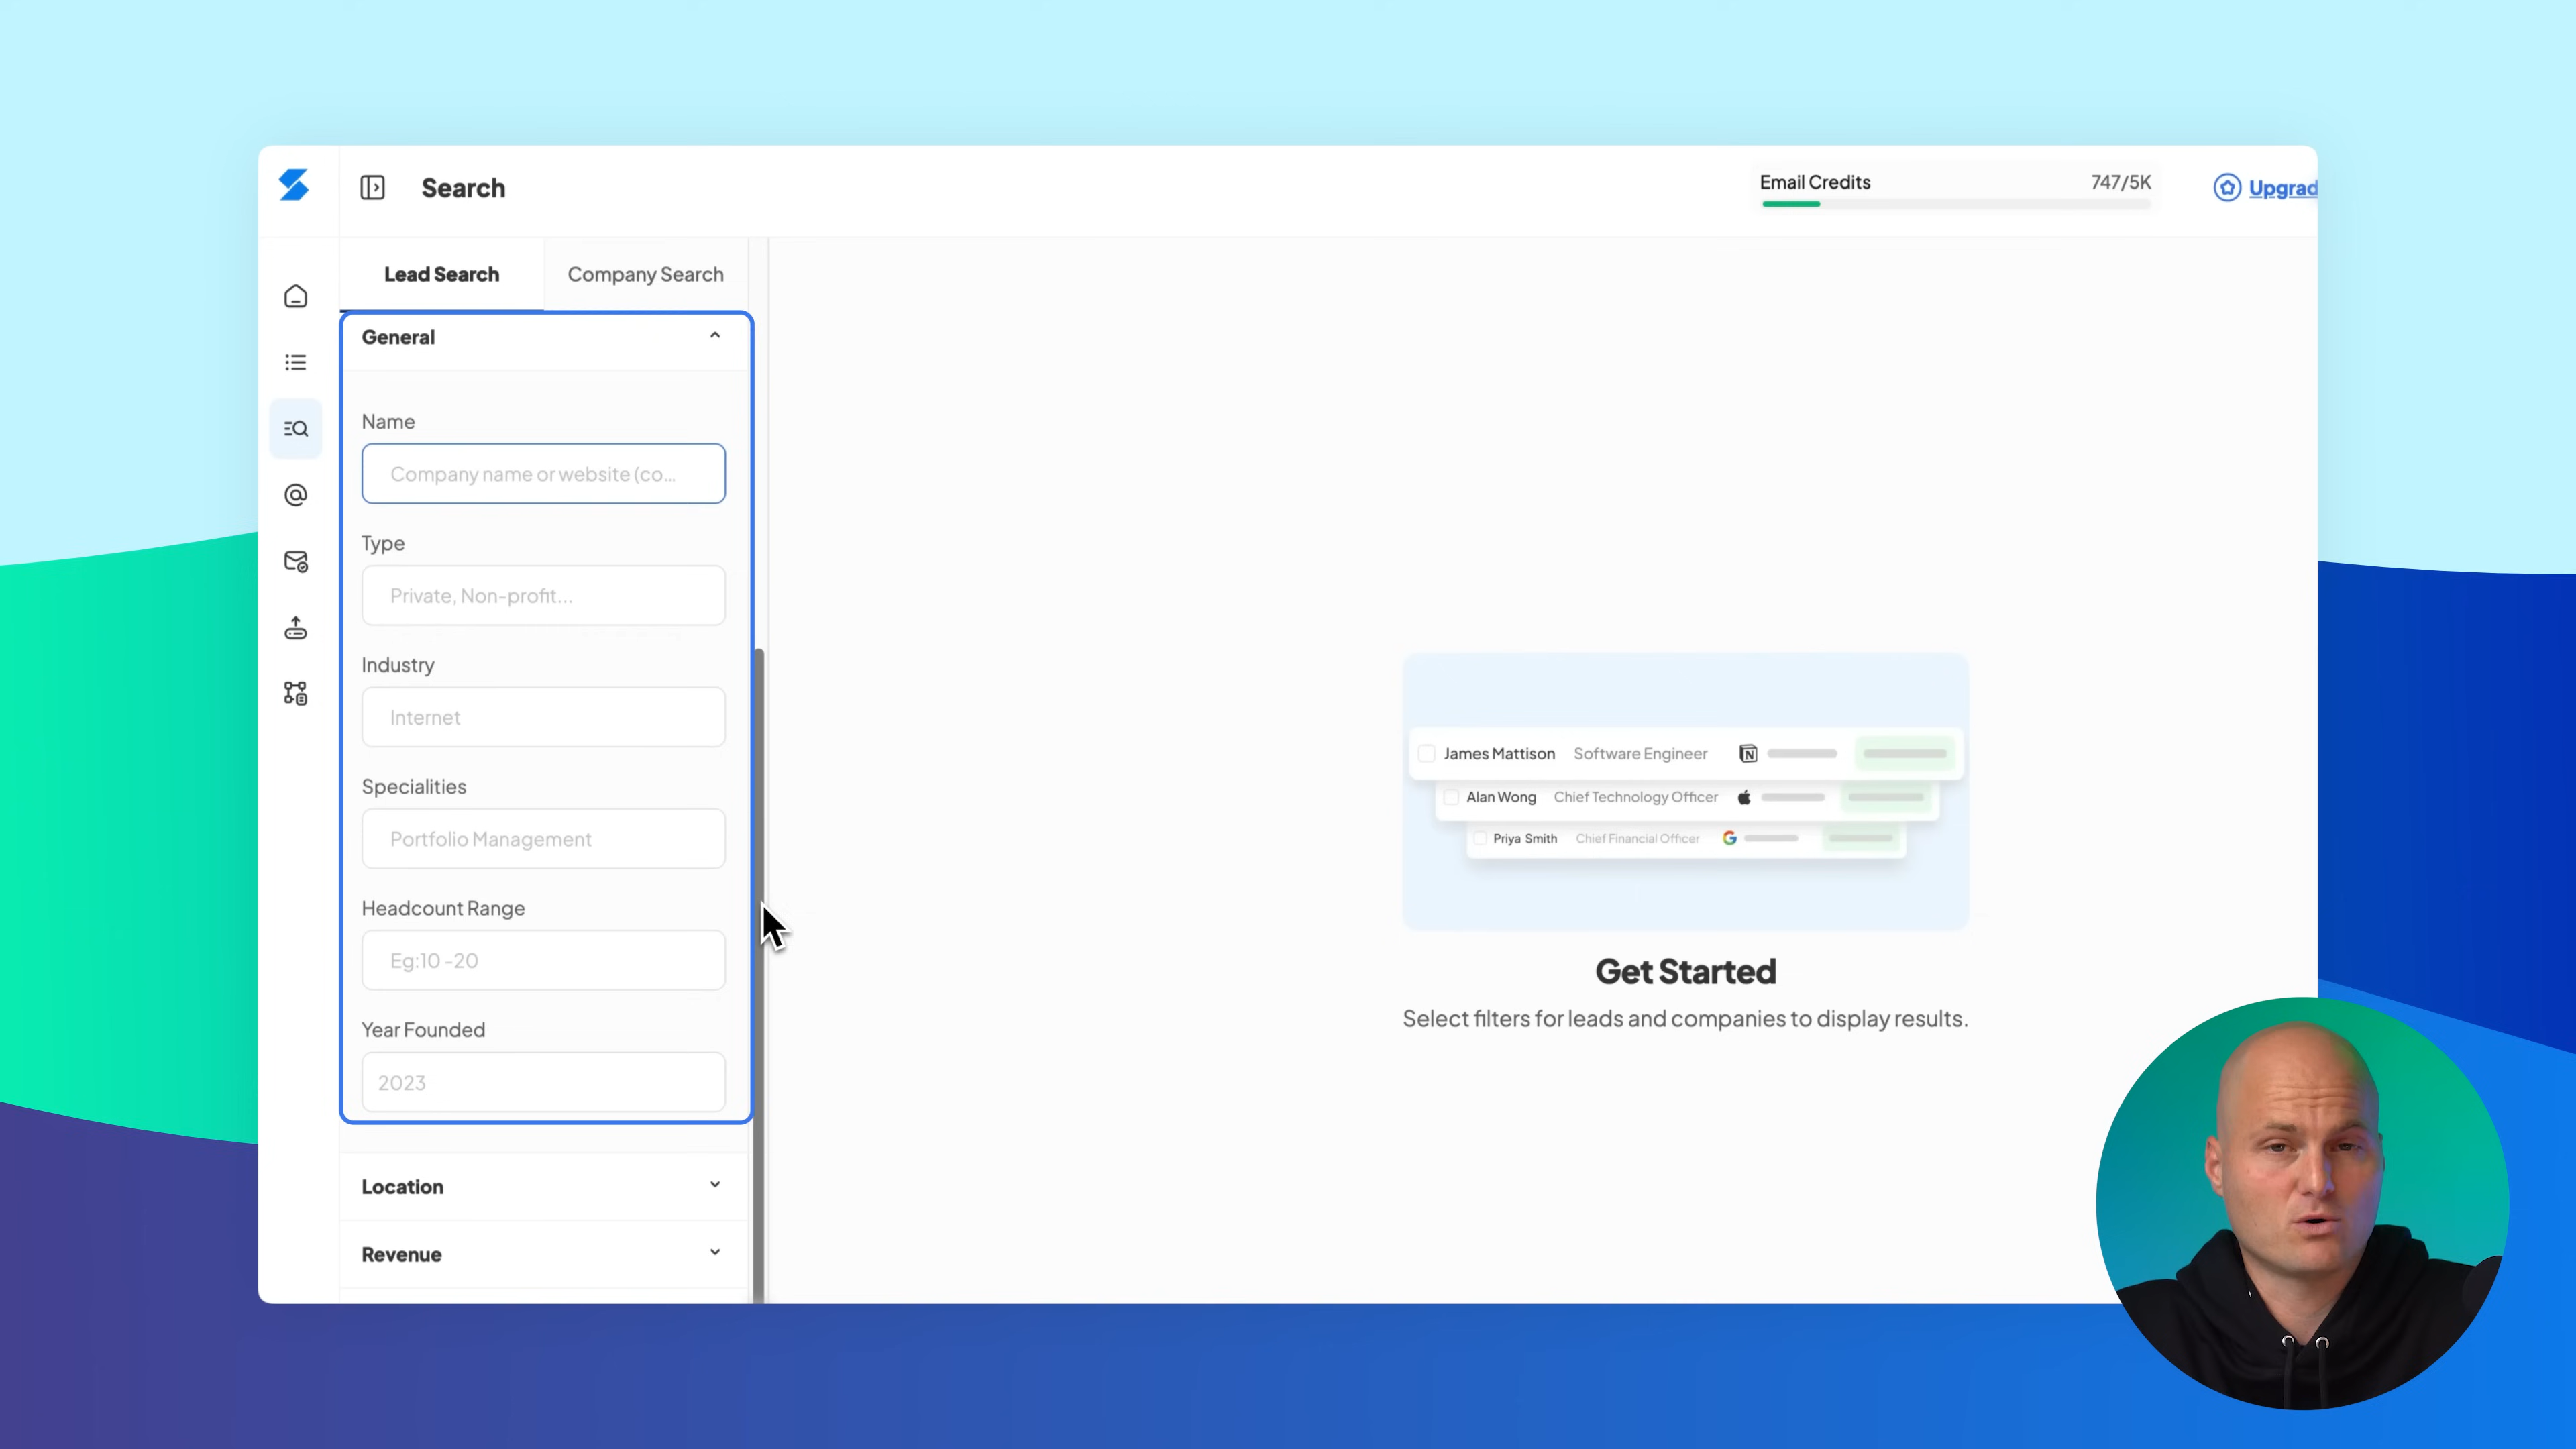 Search
Email Credits 747/5K
Upgrad
Lead Search
Company Search
General
Name
Company name or website (co...
Type
Private, Non-profit...
Industry
Internet
Specialities
Portfolio Management
Headcount Range
Eg:10 -20
Year Founded
2023
Location
Revenue
James Mattison Software Engineer
Alan Wong Chief Technology Officer
Priya Smith Chief Financial Officer
Get Started
Select filters for leads and companies to display results.